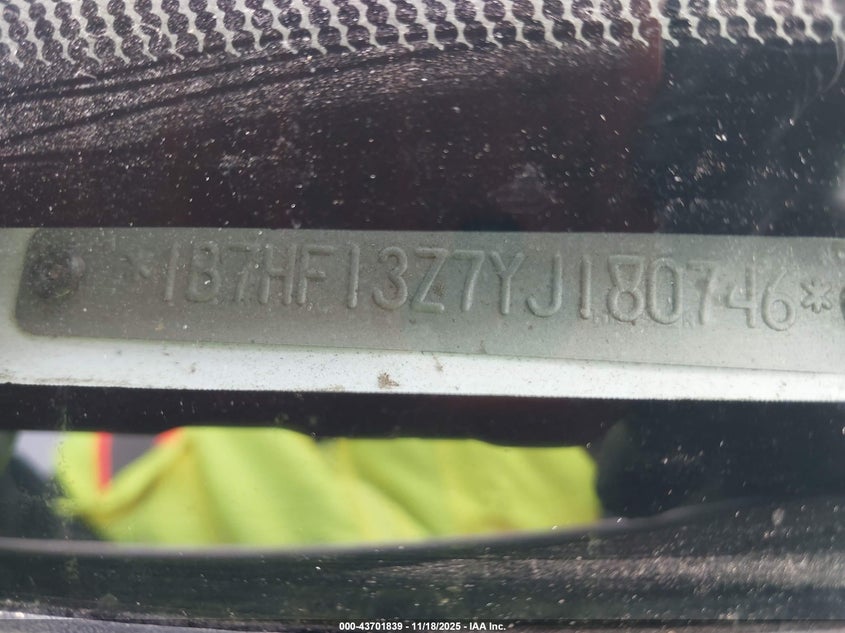 *1B7HF13Z7YJ180746*
000-43701839 - 11/18/2025 - IAA Inc.